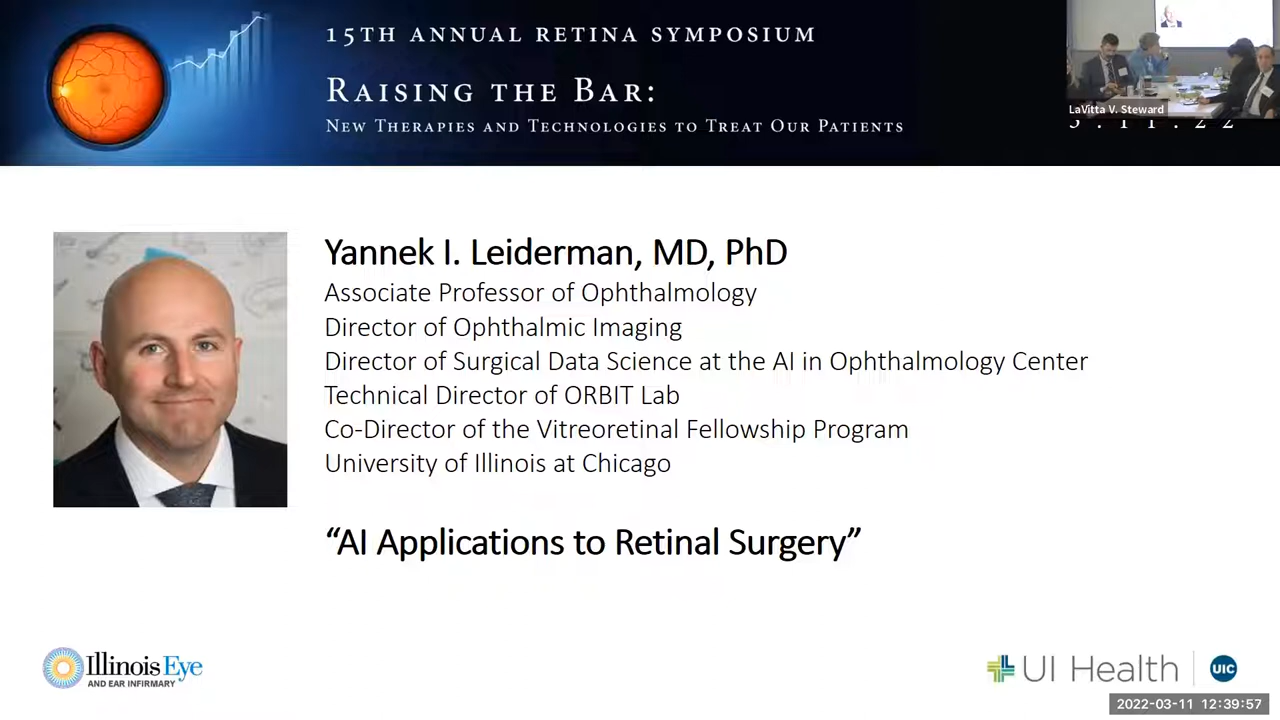 15TH ANNUAL RETINA SYMPOSIUM
RAISING THE BAR:
NEW THERAPIES AND TECHNOLOGIES TO TREAT OUR PATIENTS
LaVitta V. Steward
3.11.22
Yannek I. Leiderman, MD, PhD
Associate Professor of Ophthalmology
Director of Ophthalmic Imaging
Director of Surgical Data Science at the AI in Ophthalmology Center
Technical Director of ORBIT Lab
Co-Director of the Vitreoretinal Fellowship Program
University of Illinois at Chicago
“AI Applications to Retinal Surgery”
Illinois Eye
AND EAR INFIRMARY
UI Health
UIC
2022-03-11 12:39:57